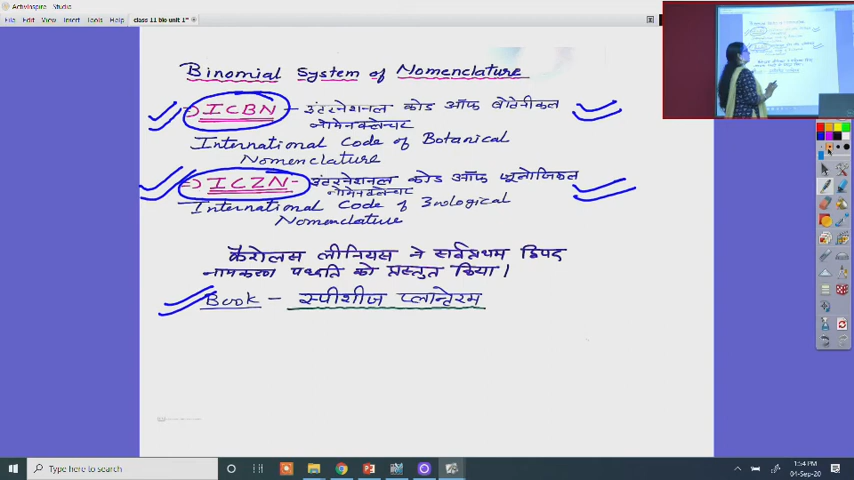 ActivInspire - Studio
File Edit View Insert Tools Help
class 11 bio unit 1*
Binomial System of Nomenclature
⇒ ICBN - इंटरनेशनल कोड ऑफ बोटेनीकल
नोमेनक्लेचर
International Code of Botanical
Nomenclature
⇒ ICZN - इंटरनेशनल कोड ऑफ जूलोजिकल
नोमेनक्लेचर
International Code of Zoological
Nomenclature
कैरोलस लीनियस ने सर्वप्रथम द्विपद
नामकरण पद्धति को प्रस्तुत किया।
Book - स्पीशीज प्लान्टेरम
Type here to search
1:54 PM
04-Sep-20